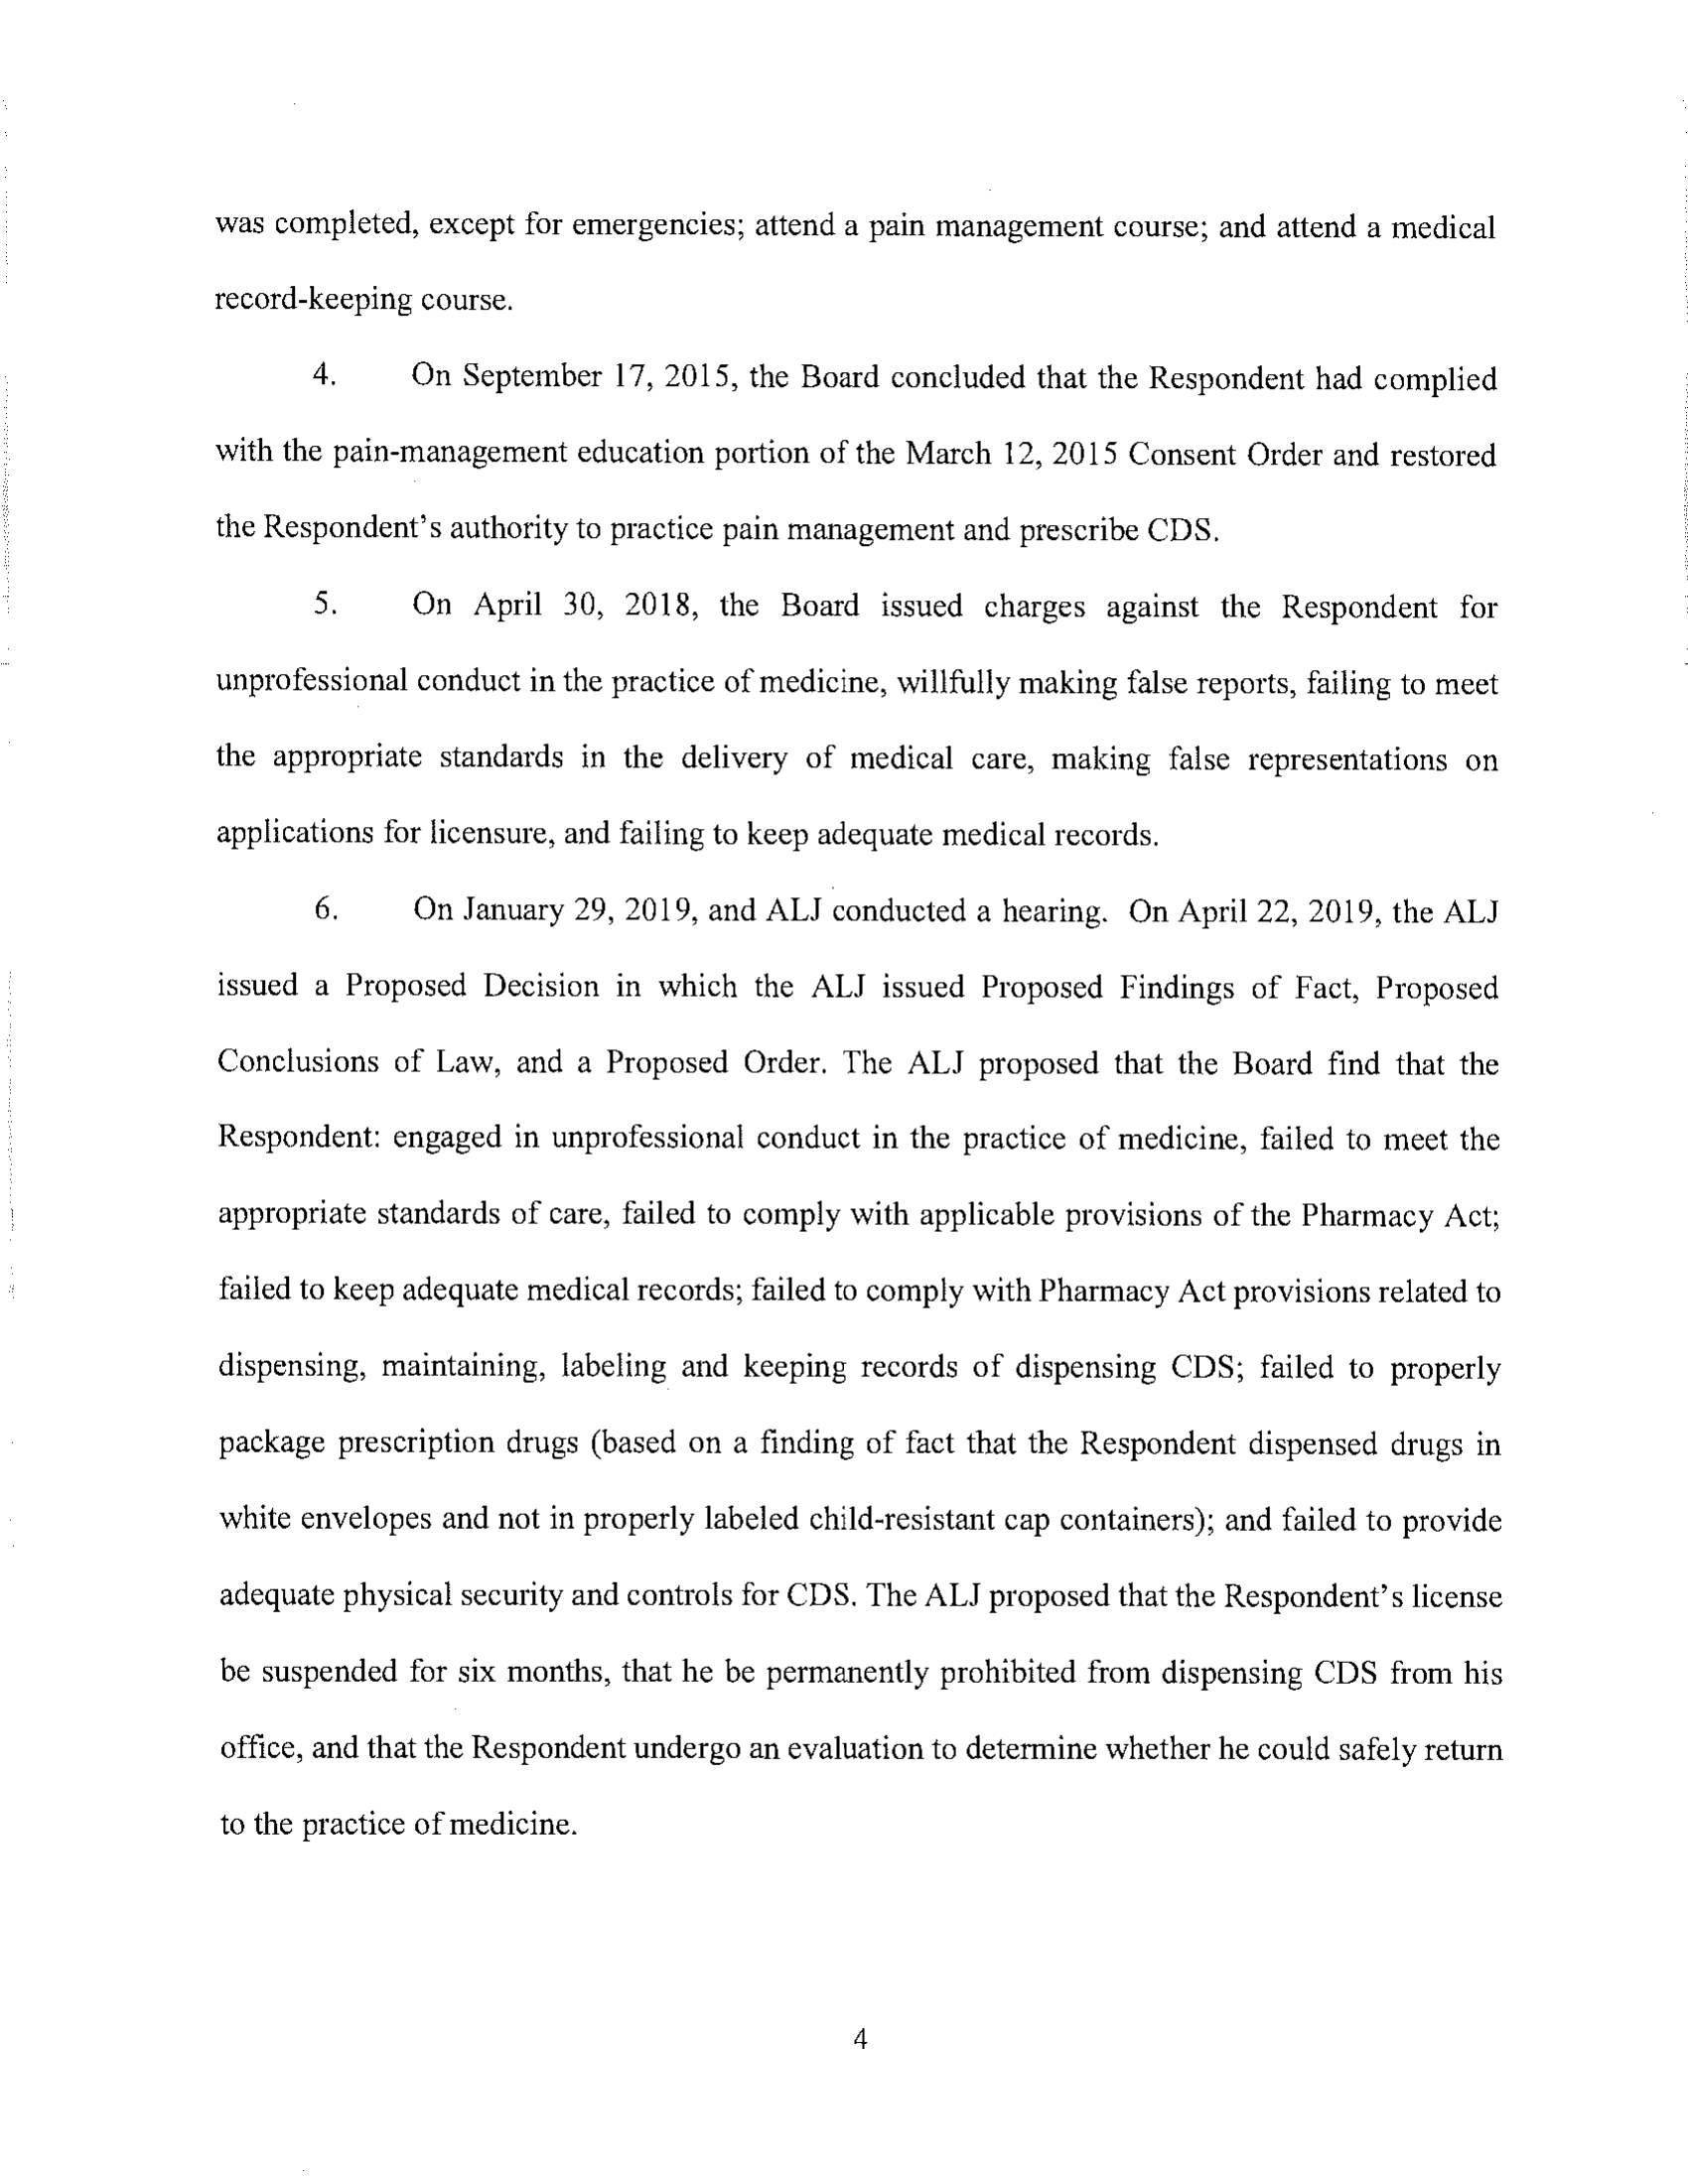 was completed, except for emergencies; attend a pain management course; and attend a medical
record-keeping course.
4. On September 17, 2015, the Board concluded that the Respondent had complied
with the pain-management education portion of the March 12, 2015 Consent Order and restored
the Respondent's authority to practice pain management and prescribe CDS.
5. On April 30, 2018, the Board issued charges against the Respondent for
unprofessional conduct in the practice of medicine, willfully making false reports, failing to meet
the appropriate standards in the delivery of medical care, making false representations on
applications for licensure, and failing to keep adequate medical records.
6. On January 29, 2019, and ALJ conducted a hearing. On April 22, 2019, the ALJ
issued a Proposed Decision in which the ALJ issued Proposed Findings of Fact, Proposed
Conclusions of Law, and a Proposed Order. The ALJ proposed that the Board find that the
Respondent: engaged in unprofessional conduct in the practice of medicine, failed to meet the
appropriate standards of care, failed to comply with applicable provisions of the Pharmacy Act;
failed to keep adequate medical records; failed to comply with Pharmacy Act provisions related to
dispensing, maintaining, labeling and keeping records of dispensing CDS; failed to properly
package prescription drugs (based on a finding of fact that the Respondent dispensed drugs in
white envelopes and not in properly labeled child-resistant cap containers); and failed to provide
adequate physical security and controls for CDS. The ALJ proposed that the Respondent's license
be suspended for six months, that he be permanently prohibited from dispensing CDS from his
office, and that the Respondent undergo an evaluation to determine whether he could safely return
to the practice of medicine.
4